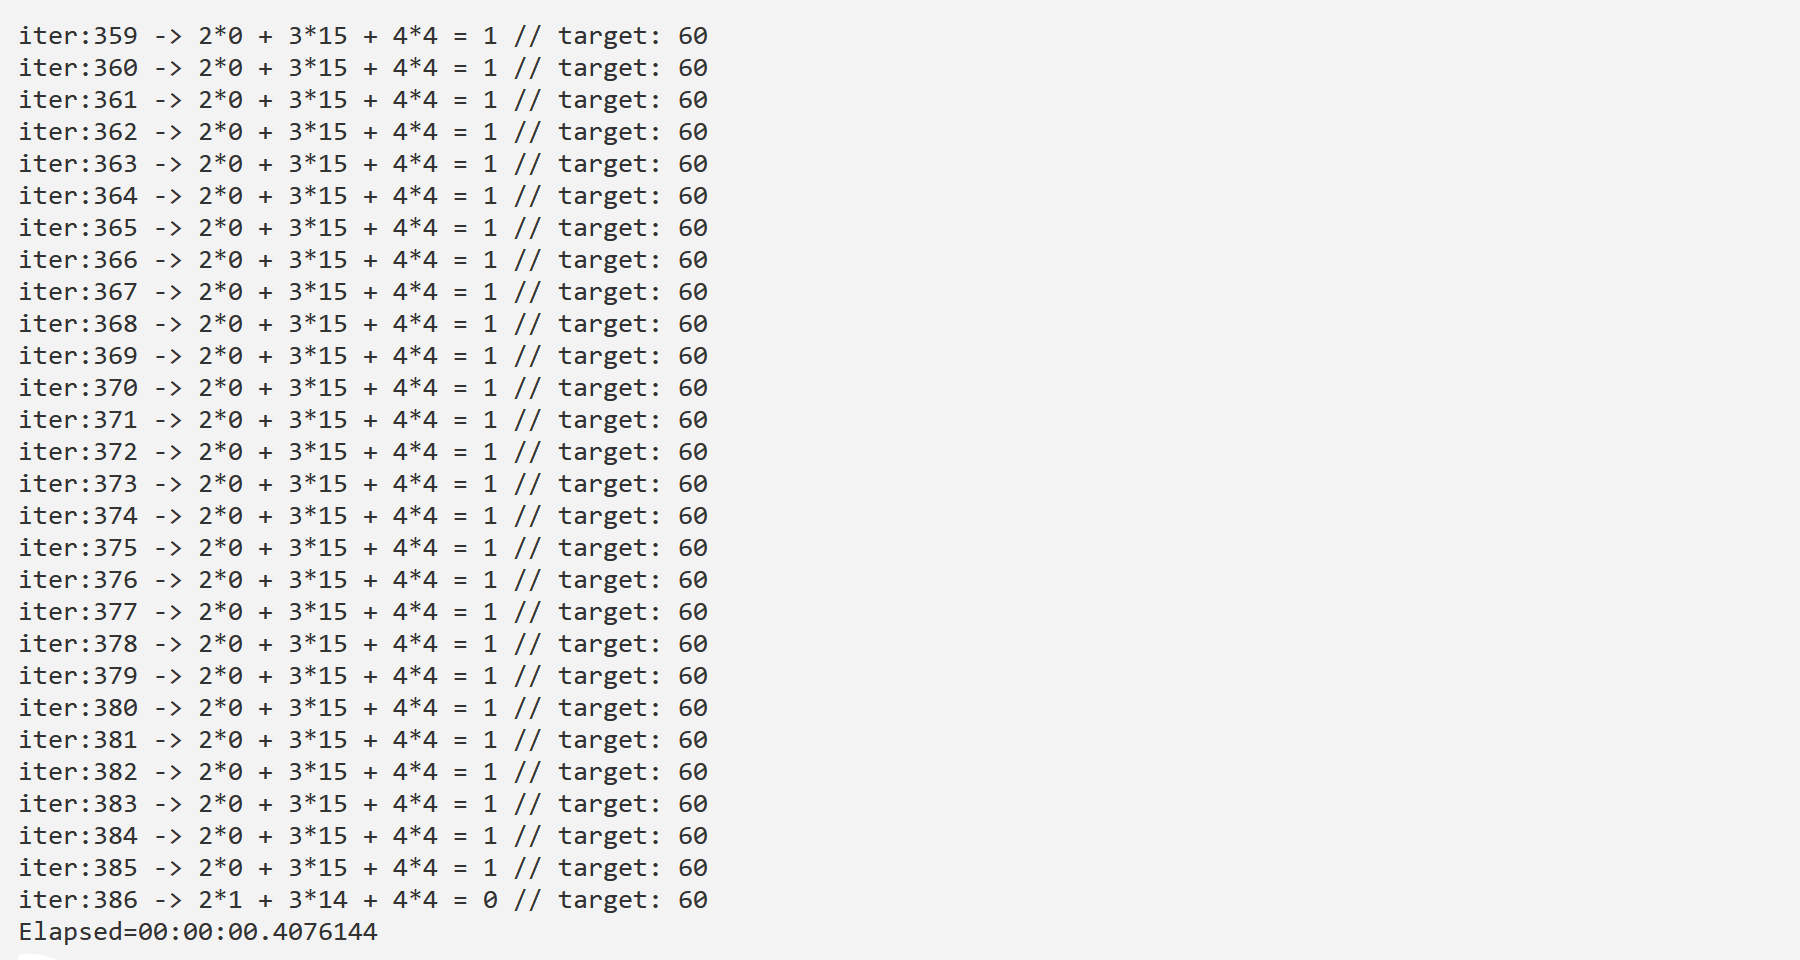 iter:359 -> 2*0 + 3*15 + 4*4 = 1 // target: 60
iter:360 -> 2*0 + 3*15 + 4*4 = 1 // target: 60
iter:361 -> 2*0 + 3*15 + 4*4 = 1 // target: 60
iter:362 -> 2*0 + 3*15 + 4*4 = 1 // target: 60
iter:363 -> 2*0 + 3*15 + 4*4 = 1 // target: 60
iter:364 -> 2*0 + 3*15 + 4*4 = 1 // target: 60
iter:365 -> 2*0 + 3*15 + 4*4 = 1 // target: 60
iter:366 -> 2*0 + 3*15 + 4*4 = 1 // target: 60
iter:367 -> 2*0 + 3*15 + 4*4 = 1 // target: 60
iter:368 -> 2*0 + 3*15 + 4*4 = 1 // target: 60
iter:369 -> 2*0 + 3*15 + 4*4 = 1 // target: 60
iter:370 -> 2*0 + 3*15 + 4*4 = 1 // target: 60
iter:371 -> 2*0 + 3*15 + 4*4 = 1 // target: 60
iter:372 -> 2*0 + 3*15 + 4*4 = 1 // target: 60
iter:373 -> 2*0 + 3*15 + 4*4 = 1 // target: 60
iter:374 -> 2*0 + 3*15 + 4*4 = 1 // target: 60
iter:375 -> 2*0 + 3*15 + 4*4 = 1 // target: 60
iter:376 -> 2*0 + 3*15 + 4*4 = 1 // target: 60
iter:377 -> 2*0 + 3*15 + 4*4 = 1 // target: 60
iter:378 -> 2*0 + 3*15 + 4*4 = 1 // target: 60
iter:379 -> 2*0 + 3*15 + 4*4 = 1 // target: 60
iter:380 -> 2*0 + 3*15 + 4*4 = 1 // target: 60
iter:381 -> 2*0 + 3*15 + 4*4 = 1 // target: 60
iter:382 -> 2*0 + 3*15 + 4*4 = 1 // target: 60
iter:383 -> 2*0 + 3*15 + 4*4 = 1 // target: 60
iter:384 -> 2*0 + 3*15 + 4*4 = 1 // target: 60
iter:385 -> 2*0 + 3*15 + 4*4 = 1 // target: 60
iter:386 -> 2*1 + 3*14 + 4*4 = 0 // target: 60
Elapsed=00:00:00.4076144